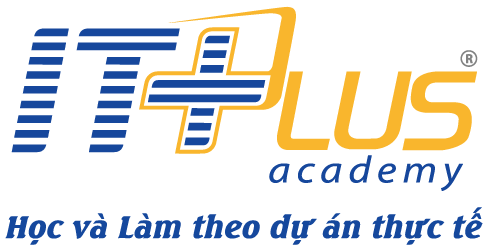 ITPLUS®
academy
Học và Làm theo dự án thực tế